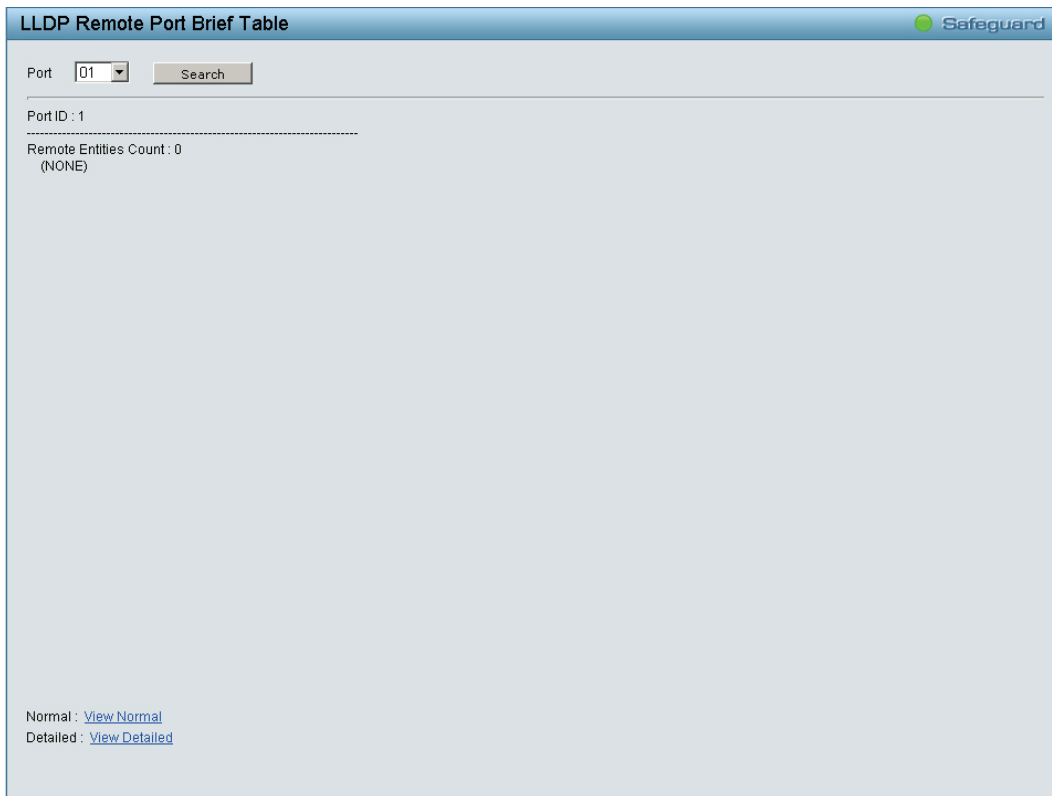 LLDP Remote Port Brief Table
Safeguard
Port 01 Search
Port ID : 1
--------------------------------------------------------------------------
Remote Entities Count : 0
(NONE)
Normal : View Normal
Detailed : View Detailed